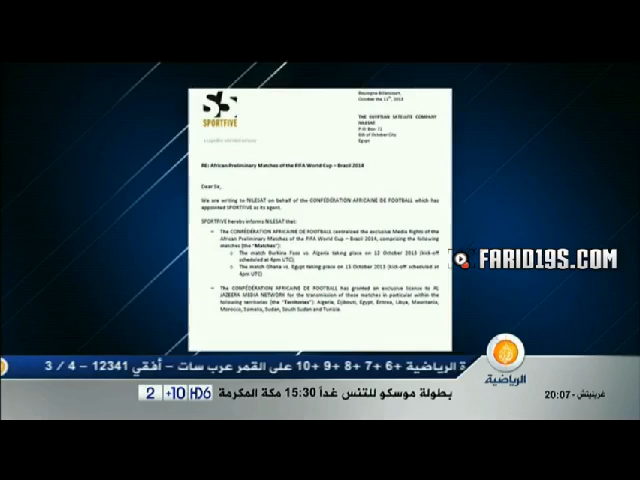 SPORTFIVE
Boulogne Billancourt,
October the 11th, 2013
THE EGYPTIAN SATELLITE COMPANY
NILESAT
P.O Box: 72
6th of October City
Egypt
RE: African Preliminary Matches of the FIFA World Cup – Brazil 2014
Dear Sir,
We are writing to NILESAT on behalf of the CONFÉDÉRATION AFRICAINE DE FOOTBALL which has
appointed SPORTFIVE as its agent.
SPORTFIVE hereby informs NILESAT that:
• The CONFÉDÉRATION AFRICAINE DE FOOTBALL centralized the exclusive Media Rights of the
African Preliminary Matches of the FIFA World Cup – Brazil 2014, comprising the following
matches (the "Matches"):
o The match Burkina Faso vs. Algeria taking place on 12 October 2013 (kick-off
scheduled at 6pm UTC).
o The match Ghana vs. Egypt taking place on 15 October 2013 (kick-off scheduled at
4pm UTC)
• The CONFÉDÉRATION AFRICAINE DE FOOTBALL has granted an exclusive licence to AL
JAZEERA MEDIA NETWORK for the transmission of these matches in particular within the
following territories (the "Territories"): Algeria, Djibouti, Egypt, Eritrea, Libya, Mauritania,
Morocco, Somalia, Sudan, South Sudan and Tunisia.
FARID19S.COM
ة الرياضية +6 +7 +8 +9 +10 على القمر عرب سات - أفقي 12341 - 4 / 3
الرياضية
بطولة موسكو للتنس غداً 15:30 مكة المكرمة HD6 +10 2
غرينيتش - 20:07